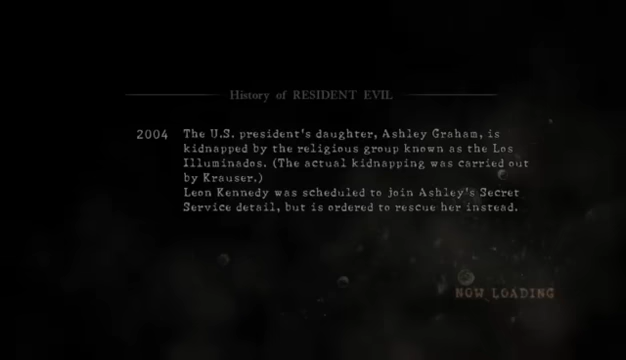 History of RESIDENT EVIL
2004 The U.S. president's daughter, Ashley Graham, is
kidnapped by the religious group known as the Los
Illuminados. (The actual kidnapping was carried out
by Krauser.)
Leon Kennedy was scheduled to join Ashley's Secret
Service detail, but is ordered to rescue her instead.
NOW LOADING